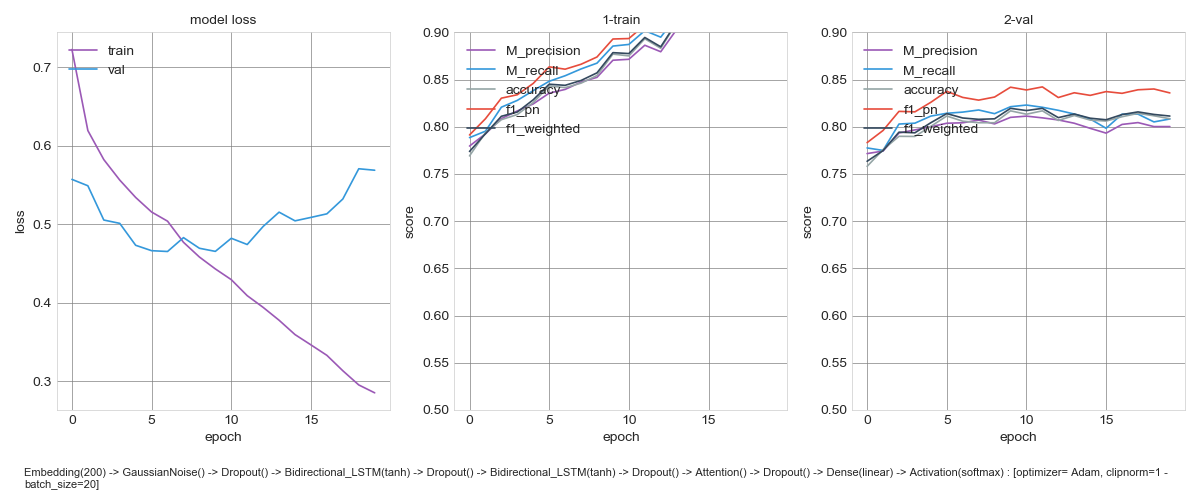 model loss
train
val
0.7
0.6
0.5
0.4
0.3
loss
0 5 10 15
epoch
1-train
M_precision
M_recall
accuracy
f1_pn
f1_weighted
0.90
0.85
0.80
0.75
0.70
0.65
0.60
0.55
0.50
score
0 5 10 15
epoch
2-val
M_precision
M_recall
accuracy
f1_pn
f1_weighted
0.90
0.85
0.80
0.75
0.70
0.65
0.60
0.55
0.50
score
0 5 10 15
epoch
Embedding(200) -> GaussianNoise() -> Dropout() -> Bidirectional_LSTM(tanh) -> Dropout() -> Bidirectional_LSTM(tanh) -> Dropout() -> Attention() -> Dropout() -> Dense(linear) -> Activation(softmax) : [optimizer= Adam, clipnorm=1 -
batch_size=20]